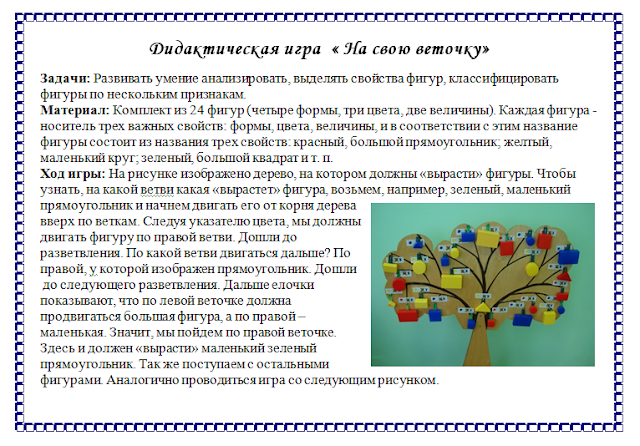 Дидактическая игра « На свою веточку»
Задачи: Развивать умение анализировать, выделять свойства фигур, классифицировать
фигуры по нескольким признакам.
Материал: Комплект из 24 фигур (четыре формы, три цвета, две величины). Каждая фигура -
носитель трех важных свойств: формы, цвета, величины, и в соответствии с этим название
фигуры состоит из названия трех свойств: красный, большой прямоугольник; желтый,
маленький круг; зеленый, большой квадрат и т. п.
Ход игры: На рисунке изображено дерево, на котором должны «вырасти» фигуры. Чтобы
узнать, на какой ветви какая «вырастет» фигура, возьмем, например, зеленый, маленький
прямоугольник и начнем двигать его от корня дерева
вверх по веткам. Следуя указателю цвета, мы должны
двигать фигуру по правой ветви. Дошли до
разветвления. По какой ветви двигаться дальше? По
правой, у которой изображен прямоугольник. Дошли
до следующего разветвления. Дальше елочки
показывают, что по левой веточке должна
продвигаться большая фигура, а по правой –
маленькая. Значит, мы пойдем по правой веточке.
Здесь и должен «вырасти» маленький зеленый
прямоугольник. Так же поступаем с остальными
фигурами. Аналогично проводиться игра со следующим рисунком.